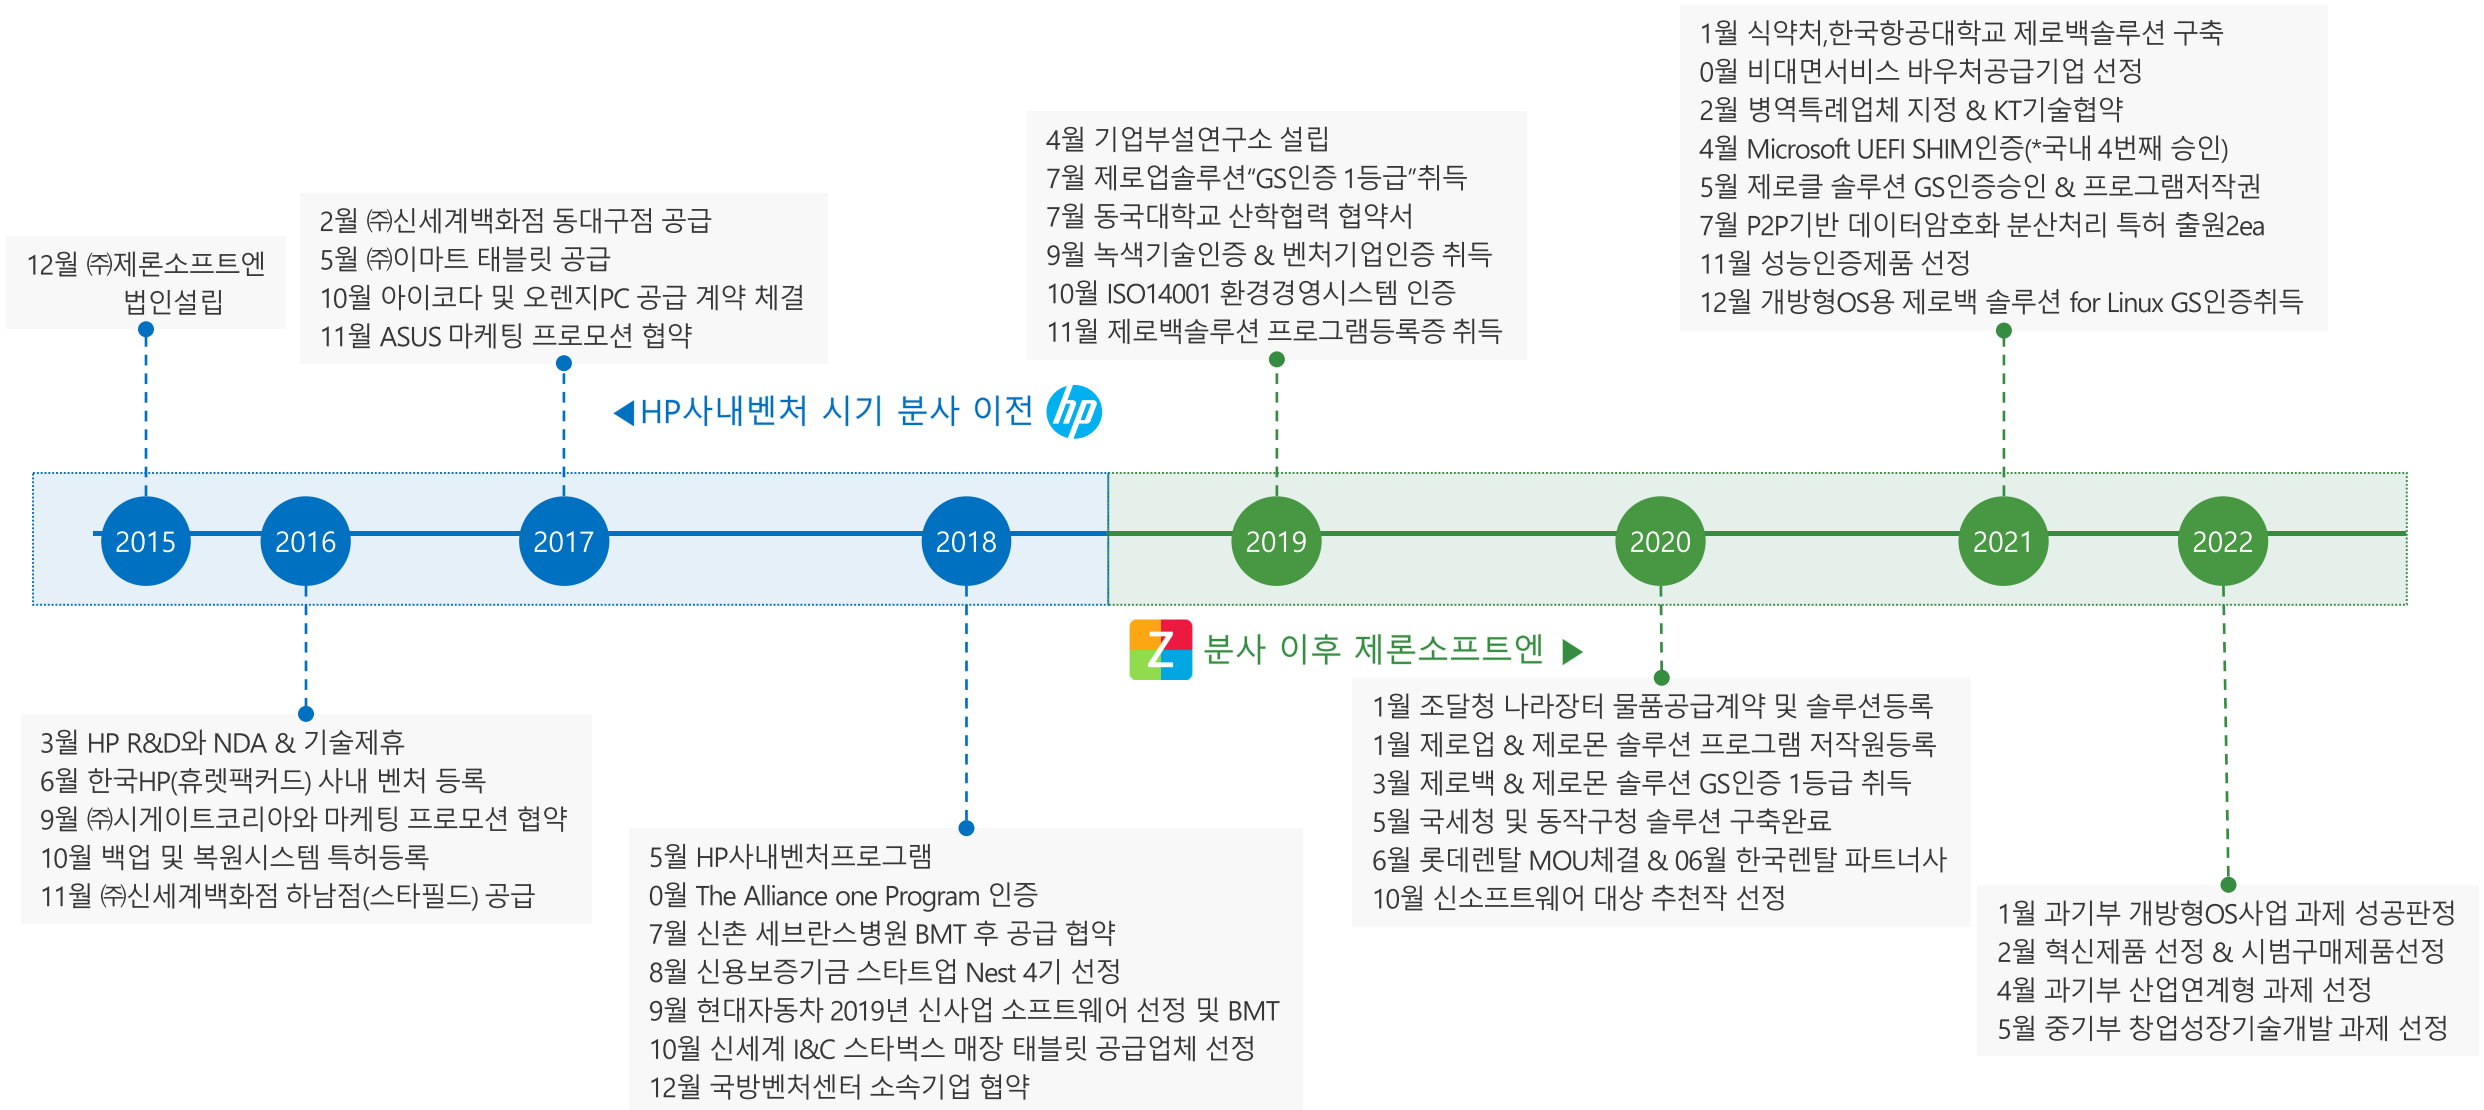 12월 ㈜제론소프트엔
법인설립
2월 ㈜신세계백화점 동대구점 공급
5월 ㈜이마트 태블릿 공급
10월 아이코다 및 오렌지PC 공급 계약 체결
11월 ASUS 마케팅 프로모션 협약
4월 기업부설연구소 설립
7월 제로업솔루션“GS인증 1등급”취득
7월 동국대학교 산학협력 협약서
9월 녹색기술인증 & 벤처기업인증 취득
10월 ISO14001 환경경영시스템 인증
11월 제로백솔루션 프로그램등록증 취득
1월 식약처,한국항공대학교 제로백솔루션 구축
0월 비대면서비스 바우처공급기업 선정
2월 병역특례업체 지정 & KT기술협약
4월 Microsoft UEFI SHIM인증(*국내 4번째 승인)
5월 제로클 솔루션 GS인증승인 & 프로그램저작권
7월 P2P기반 데이터암호화 분산처리 특허 출원2ea
11월 성능인증제품 선정
12월 개방형OS용 제로백 솔루션 for Linux GS인증취득
◀HP사내벤처 시기 분사 이전 hp
2015 2016 2017 2018 2019 2020 2021 2022
Z 분사 이후 제론소프트엔 ▶
3월 HP R&D와 NDA & 기술제휴
6월 한국HP(휴렛팩커드) 사내 벤처 등록
9월 ㈜시게이트코리아와 마케팅 프로모션 협약
10월 백업 및 복원시스템 특허등록
11월 ㈜신세계백화점 하남점(스타필드) 공급
5월 HP사내벤처프로그램
0월 The Alliance one Program 인증
7월 신촌 세브란스병원 BMT 후 공급 협약
8월 신용보증기금 스타트업 Nest 4기 선정
9월 현대자동차 2019년 신사업 소프트웨어 선정 및 BMT
10월 신세계 I&C 스타벅스 매장 태블릿 공급업체 선정
12월 국방벤처센터 소속기업 협약
1월 조달청 나라장터 물품공급계약 및 솔루션등록
1월 제로업 & 제로몬 솔루션 프로그램 저작원등록
3월 제로백 & 제로몬 솔루션 GS인증 1등급 취득
5월 국세청 및 동작구청 솔루션 구축완료
6월 롯데렌탈 MOU체결 & 06월 한국렌탈 파트너사
10월 신소프트웨어 대상 추천작 선정
1월 과기부 개방형OS사업 과제 성공판정
2월 혁신제품 선정 & 시범구매제품선정
4월 과기부 산업연계형 과제 선정
5월 중기부 창업성장기술개발 과제 선정